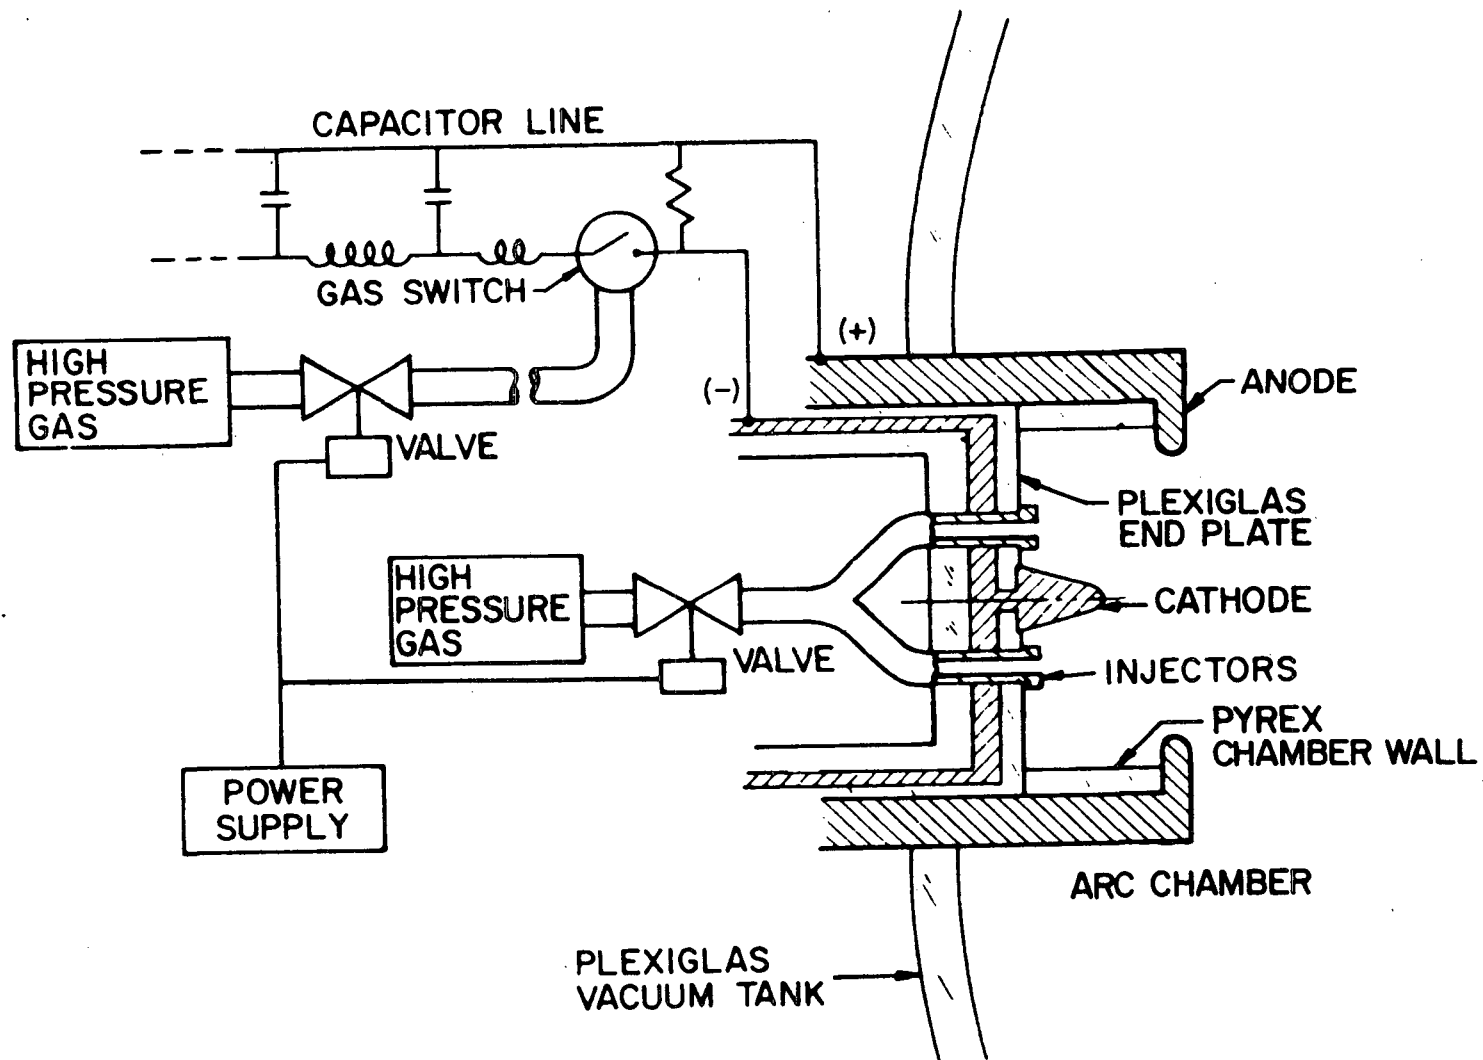 CAPACITOR LINE
GAS SWITCH
(+)
HIGH
PRESSURE
GAS
(-)
ANODE
VALVE
PLEXIGLAS
END PLATE
HIGH
PRESSURE
GAS
CATHODE
VALVE
INJECTORS
PYREX
CHAMBER WALL
POWER
SUPPLY
ARC CHAMBER
PLEXIGLAS
VACUUM TANK